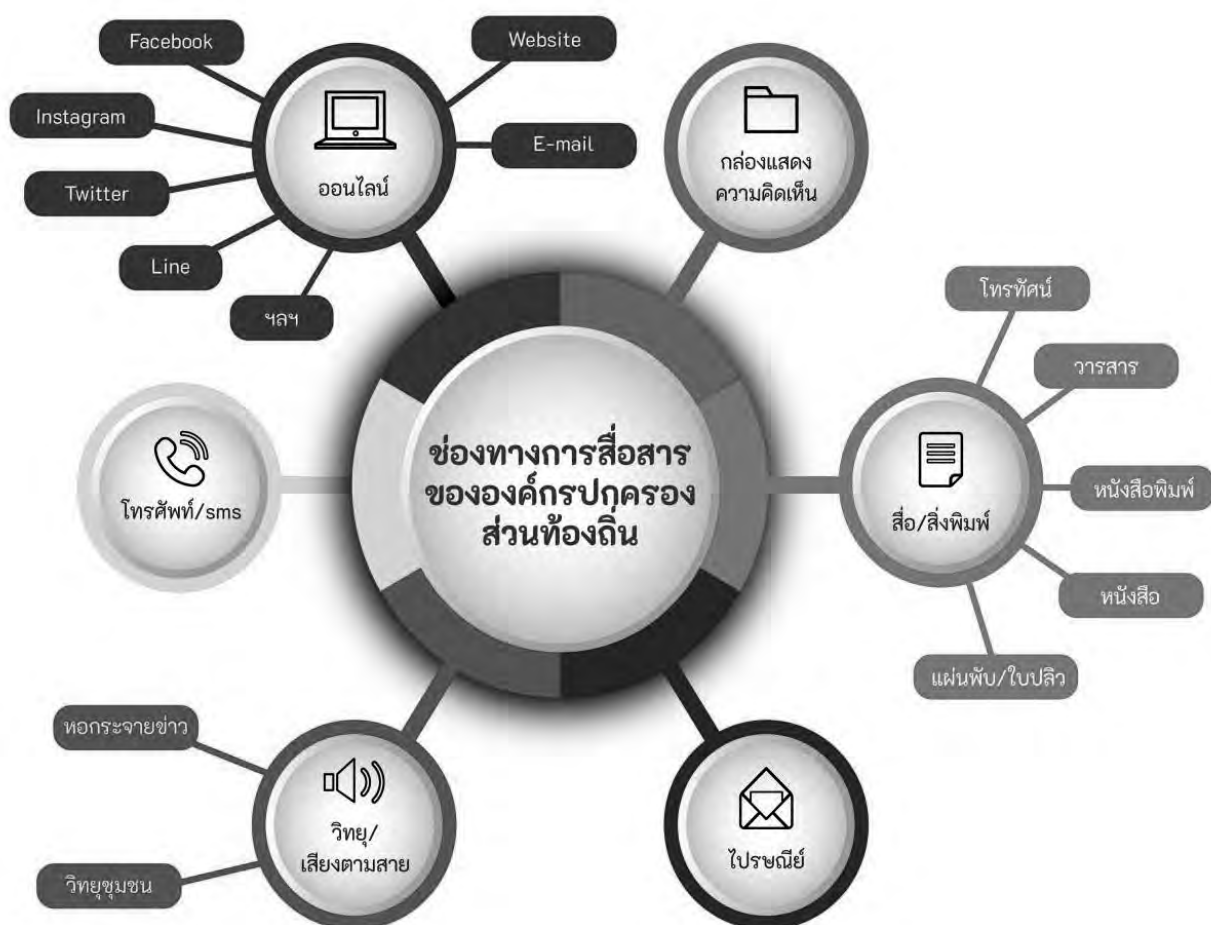 Facebook
Instagram
Twitter
Line
ฯลฯ
Website
E-mail
ออนไลน์
กล่องแสดง
ความคิดเห็น
โทรทัศน์
วารสาร
หนังสือพิมพ์
หนังสือ
แผ่นพับ/ใบปลิว
สื่อ/สิ่งพิมพ์
ช่องทางการสื่อสาร
ขององค์กรปกครอง
ส่วนท้องถิ่น
โทรศัพท์/sms
หอกระจายข่าว
วิทยุชุมชน
วิทยุ/
เสียงตามสาย
ไปรษณีย์